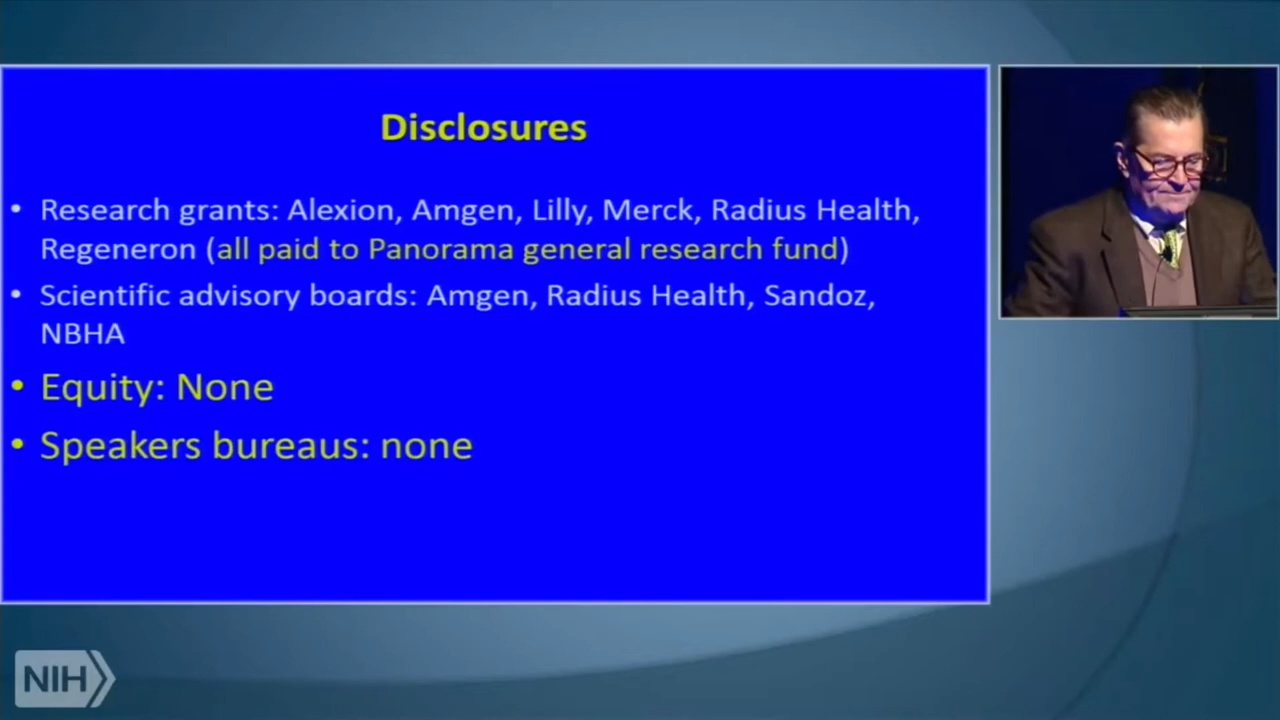 Disclosures
• Research grants: Alexion, Amgen, Lilly, Merck, Radius Health,
Regeneron (all paid to Panorama general research fund)
• Scientific advisory boards: Amgen, Radius Health, Sandoz,
NBHA
• Equity: None
• Speakers bureaus: none
NIH